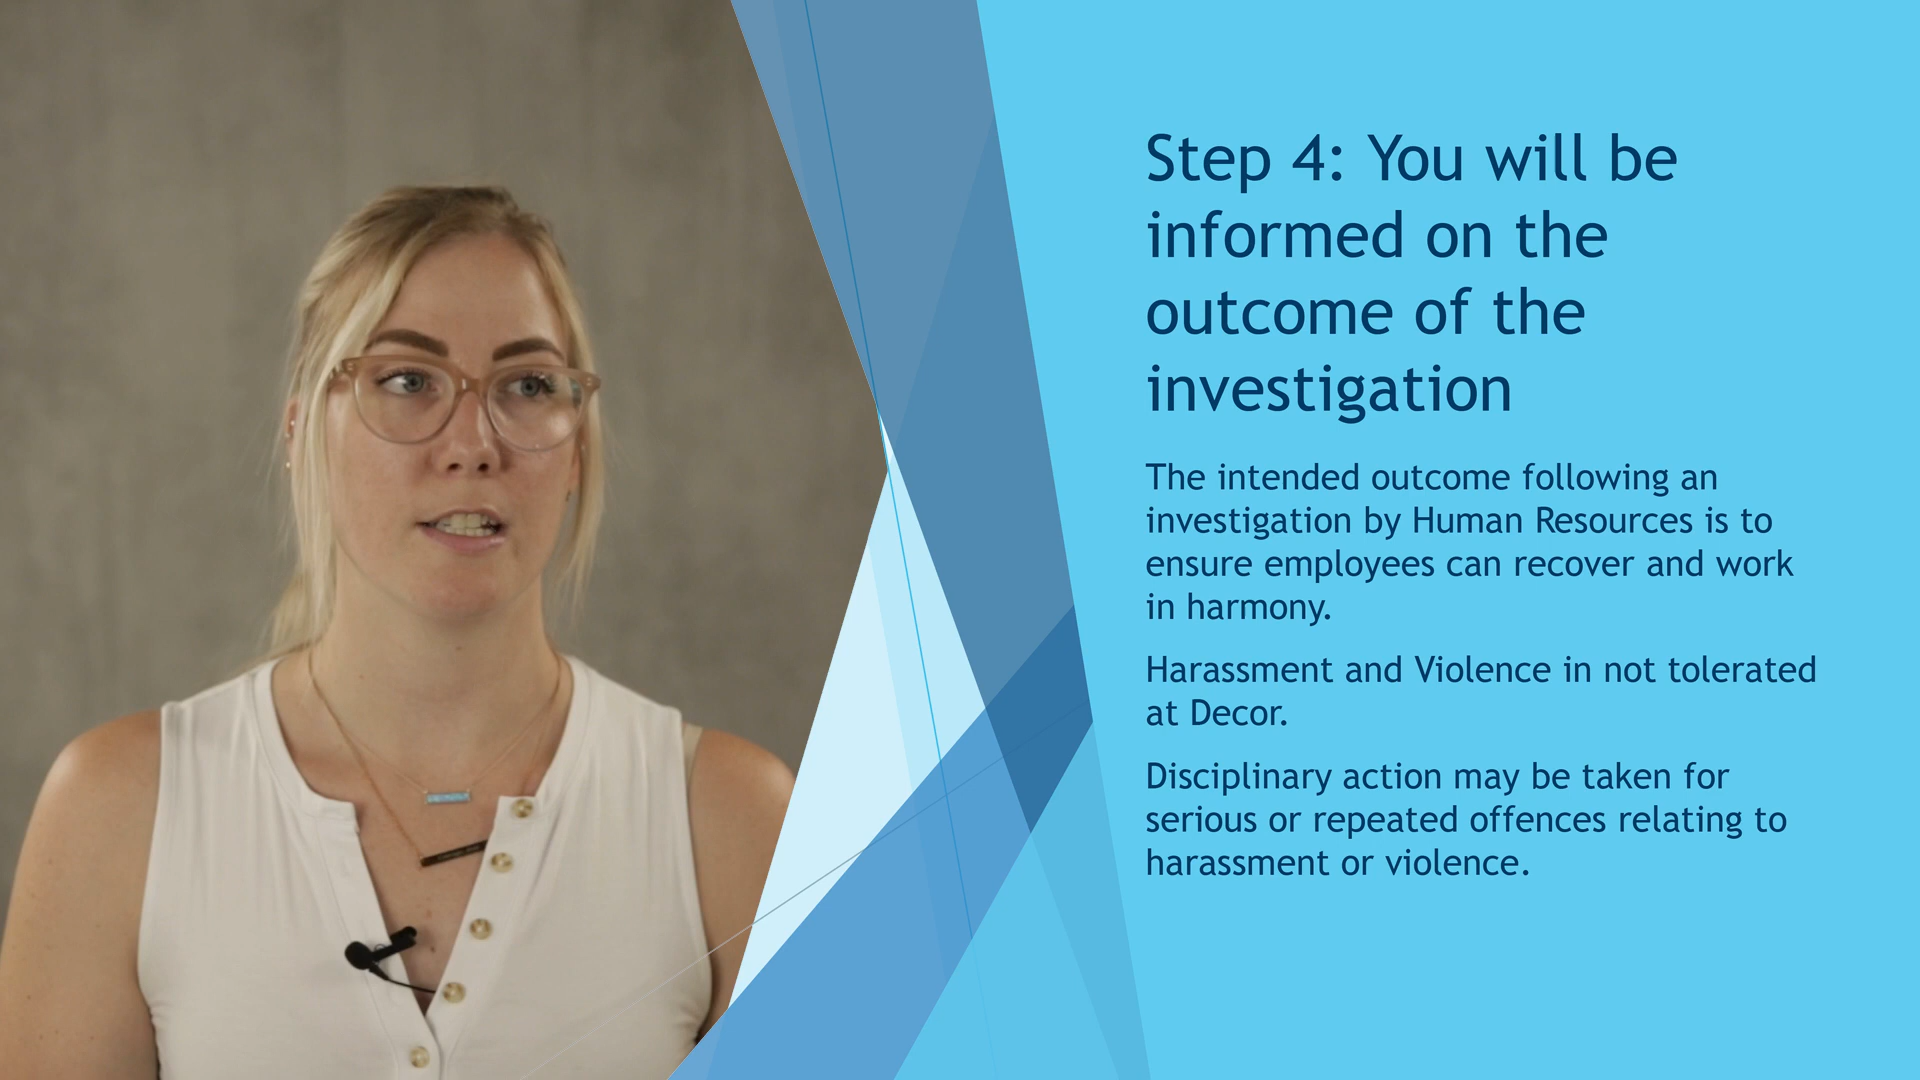 Step 4: You will be
informed on the
outcome of the
investigation
The intended outcome following an
investigation by Human Resources is to
ensure employees can recover and work
in harmony.
Harassment and Violence in not tolerated
at Decor.
Disciplinary action may be taken for
serious or repeated offences relating to
harassment or violence.